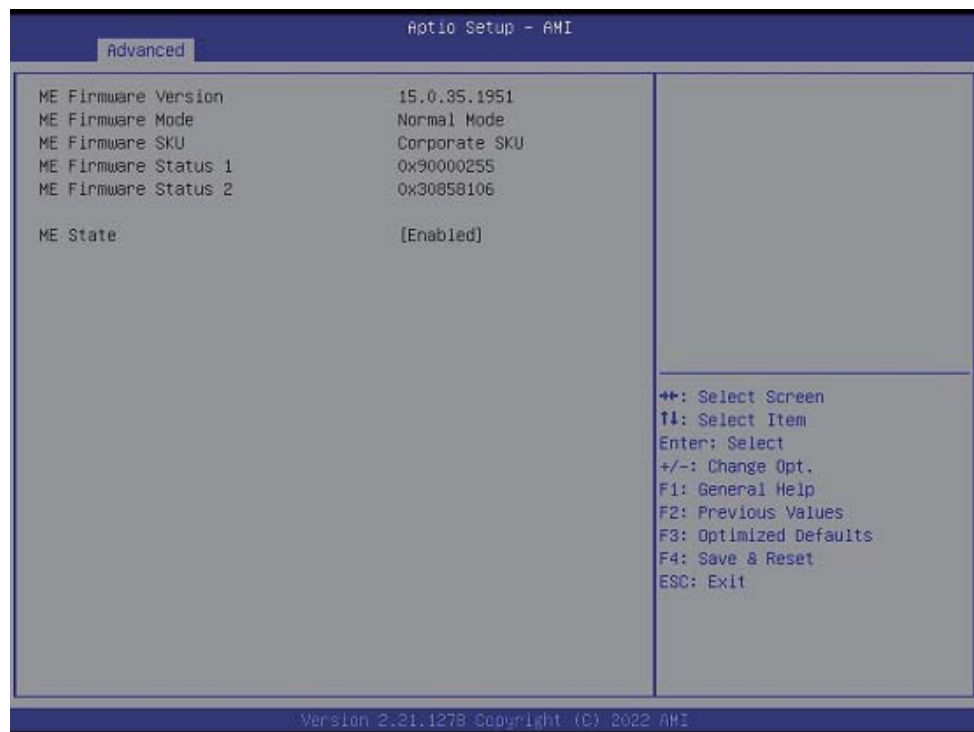 Aptio Setup - AMI
Advanced
ME Firmware Version 15.0.35.1951
ME Firmware Mode Normal Mode
ME Firmware SKU Corporate SKU
ME Firmware Status 1 0x90000255
ME Firmware Status 2 0x30858106
ME State [Enabled]
→←: Select Screen
↑↓: Select Item
Enter: Select
+/-: Change Opt.
F1: General Help
F2: Previous Values
F3: Optimized Defaults
F4: Save & Reset
ESC: Exit
Version 2.21.1278 Copyright (C) 2022 AMI